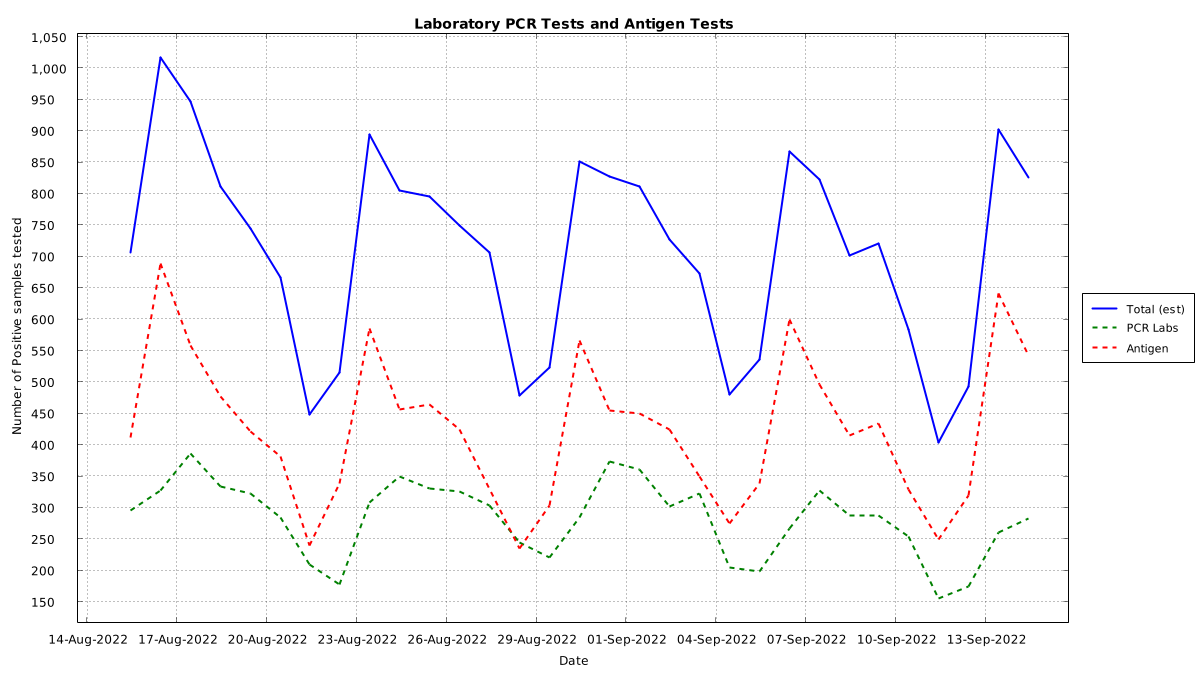 Laboratory PCR Tests and Antigen Tests
Number of Positive samples tested
1,050
1,000
950
900
850
800
750
700
650
600
550
500
450
400
350
300
250
200
150
14-Aug-2022 17-Aug-2022 20-Aug-2022 23-Aug-2022 26-Aug-2022 29-Aug-2022 01-Sep-2022 04-Sep-2022 07-Sep-2022 10-Sep-2022 13-Sep-2022
Date
Total (est)
PCR Labs
Antigen